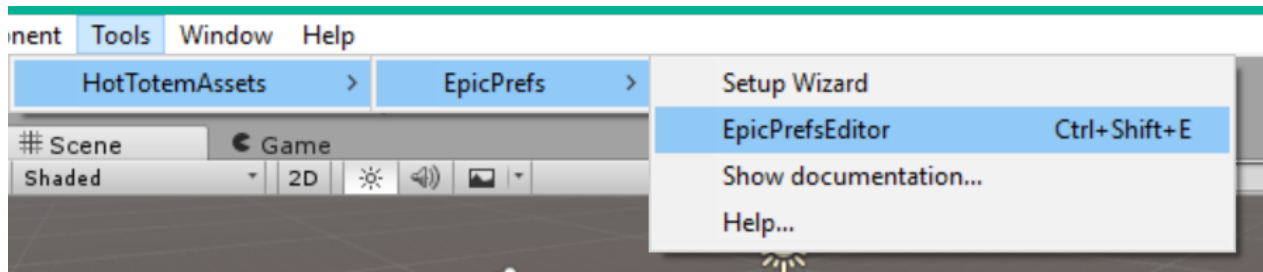 nent Tools Window Help
HotTotemAssets > EpicPrefs > Setup Wizard
EpicPrefsEditor Ctrl+Shift+E
# Scene Game
Shaded 2D Show documentation...
Help...